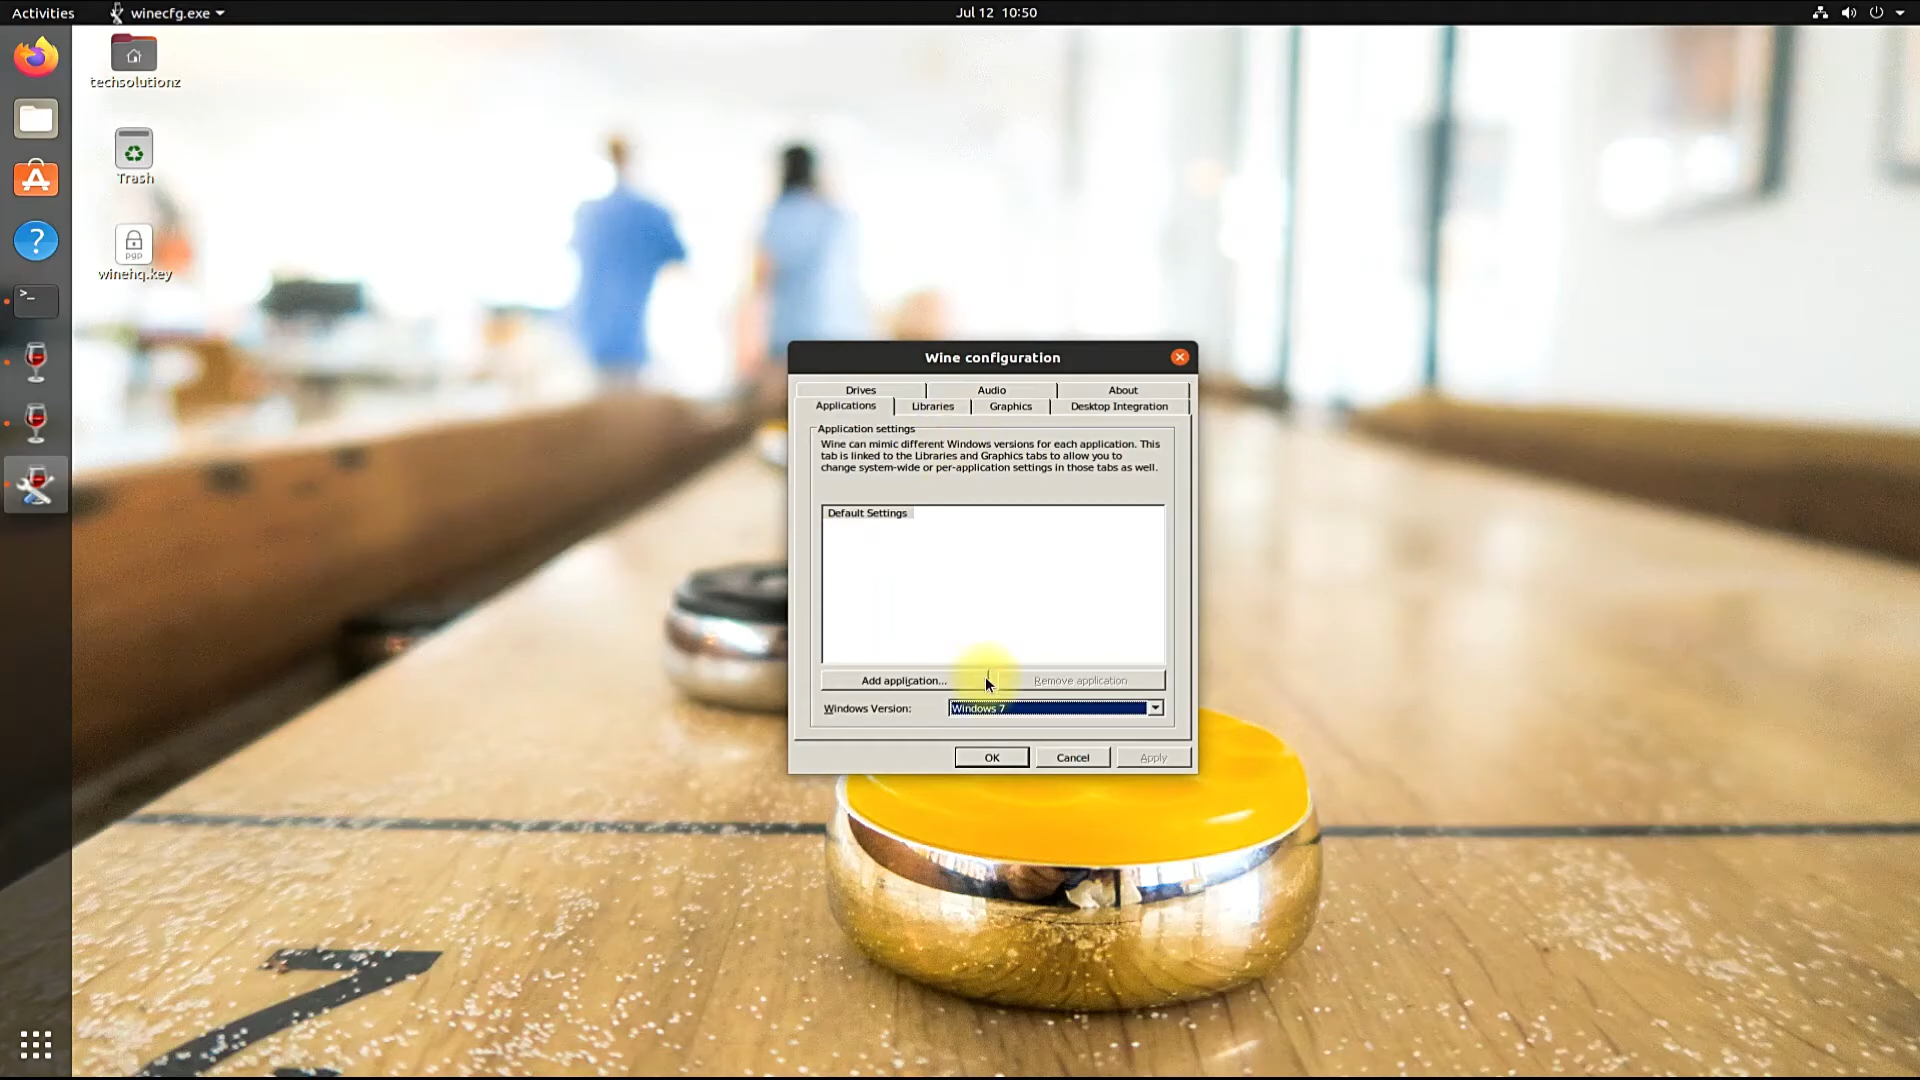 Activities
winecfg.exe
Jul 12 10:50
techsolutionz
Trash
pgp
winehq.key
>_
?
Wine configuration
Drives
Audio
About
Applications
Libraries
Graphics
Desktop Integration
Application settings
Wine can mimic different Windows versions for each application. This
tab is linked to the Libraries and Graphics tabs to allow you to
change system-wide or per-application settings in those tabs as well.
Default Settings
Add application...
Remove application
Windows Version:
Windows 7
OK
Cancel
Apply
7